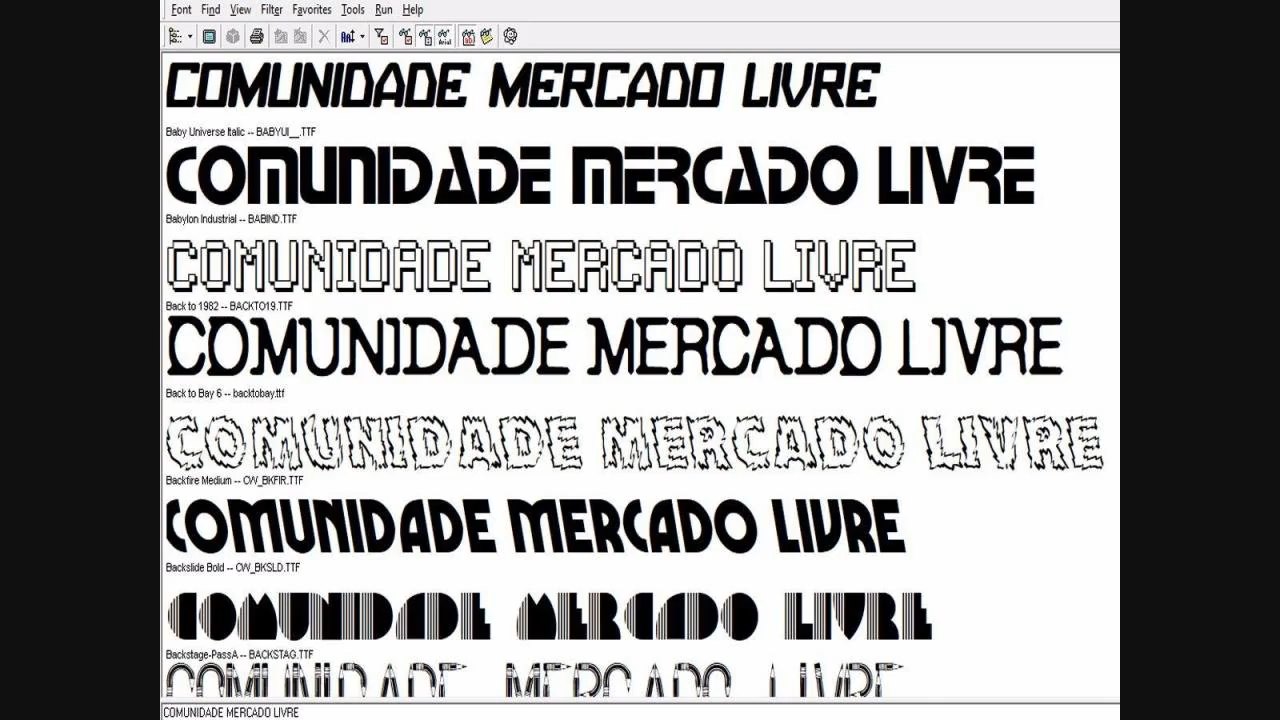 Font Find View Filter Favorites Tools Run Help
COMUNIDADE MERCADO LIVRE
Baby Universe Italic -- BABYUI__.TTF
COMUNIDADE MERCADO LIVRE
Babylon Industrial -- BABIND.TTF
COMUNIDADE MERCADO LIVRE
Back to 1982 -- BACKTO19.TTF
COMUNIDADE MERCADO LIVRE
Back to Bay 6 -- backtobay.ttf
COMUNIDADE MERCADO LIVRE
Backfire Medium -- CW_BKFIR.TTF
COMUNIDADE MERCADO LIVRE
Backslide Bold -- CW_BKSLD.TTF
COMUNIDADE MERCADO LIVRE
Backstage-PassA -- BACKSTAG.TTF
COMUNIDADE MERCADO LIVRE
COMUNIDADE MERCADO LIVRE